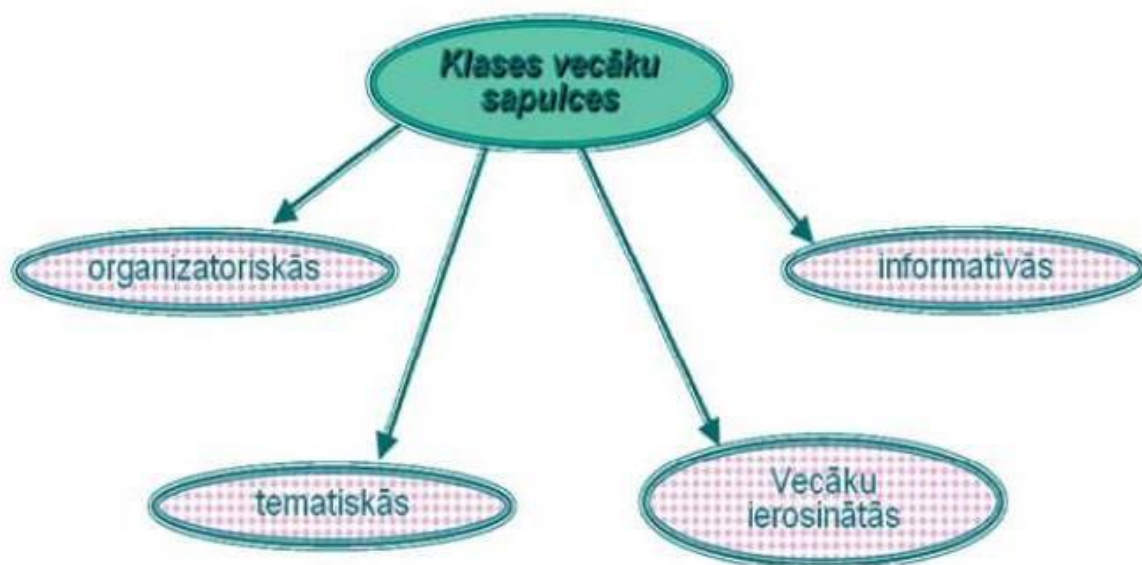 Klases vecāku
sapulces
organizatoriskās
informatīvās
tematiskās
Vecāku
ierosinātās